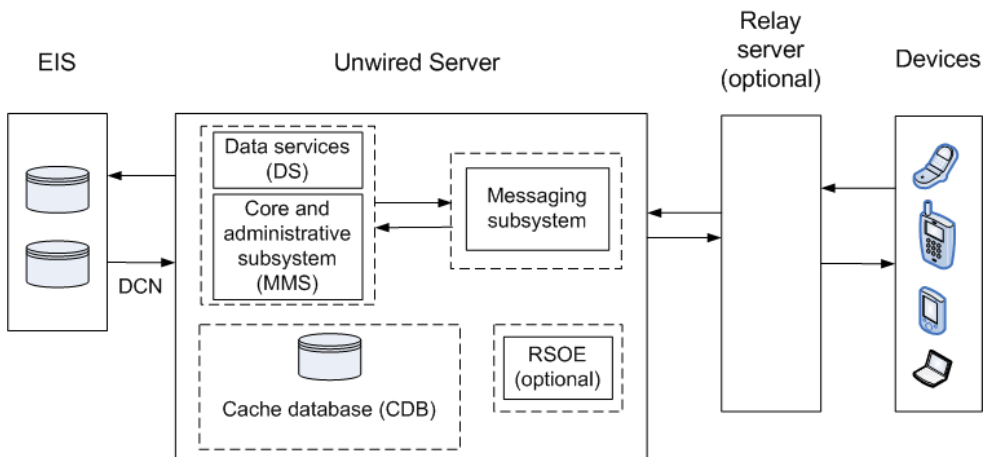 EIS
Unwired Server
Relay
server
(optional)
Devices
Data services
(DS)
Core and
administrative
subsystem
(MMS)
Messaging
subsystem
DCN
Cache database (CDB)
RSOE
(optional)